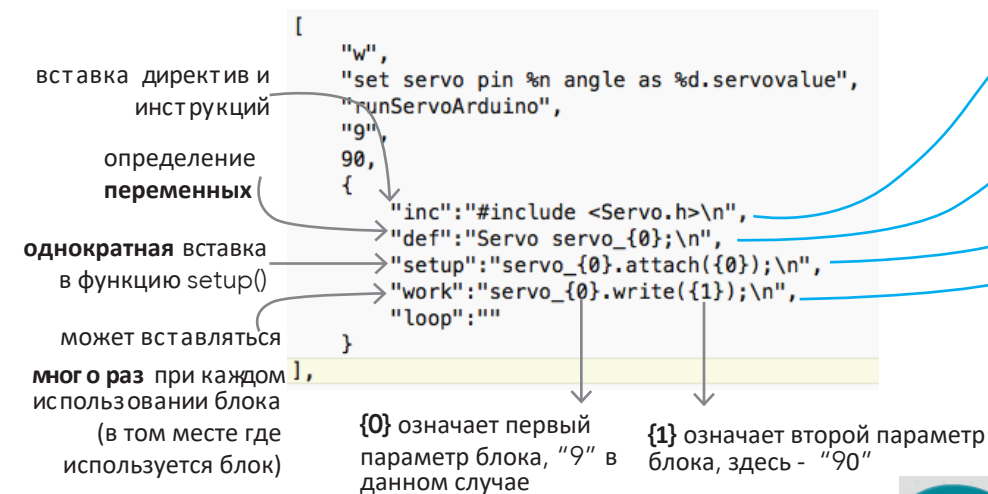 [
"w",
"set servo pin %n angle as %d.servovalue",
"runServoArduino",
"9",
90,
{
"inc":"#include <Servo.h>\n",
"def":"Servo servo_{0};\n",
"setup":"servo_{0}.attach({0});\n",
"work":"servo_{0}.write({1});\n",
"loop":""
}
],
вставка директив и
инструкций
определение
переменных
однократная вставка
в функцию setup()
может вставляться
много раз при каждом
использовании блока
(в том месте где
используется блок)
{0} означает первый
параметр блока, "9" в
данном случае
{1} означает второй параметр
блока, здесь - "90"